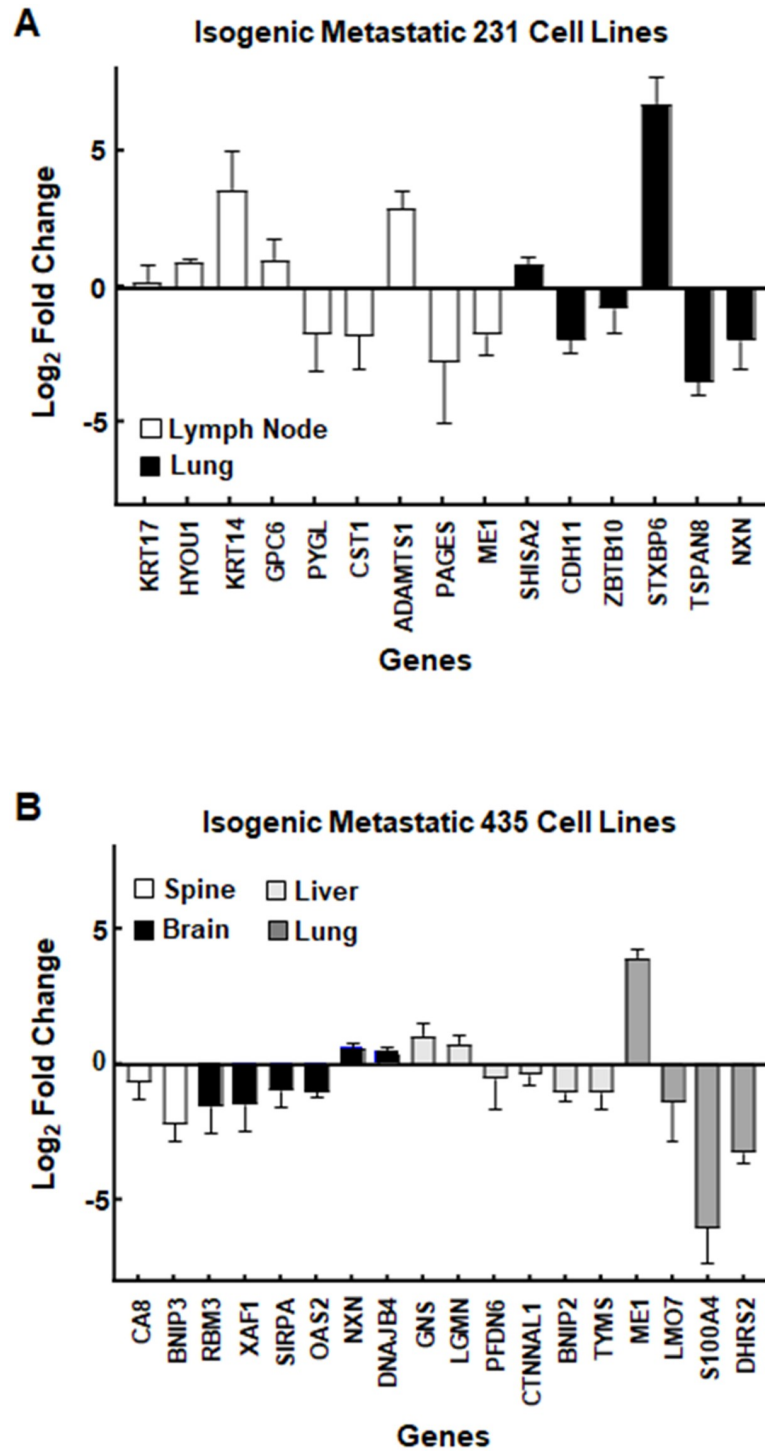 A
Isogenic Metastatic 231 Cell Lines
Log2 Fold Change
5
0
-5
Lymph Node
Lung
KRT17
HYOU1
KRT14
GPC6
PYGL
CST1
ADAMTS1
PAGES
ME1
SHISA2
CDH11
ZBTB10
STXBP6
TSPAN8
NXN
Genes
B
Isogenic Metastatic 435 Cell Lines
Log2 Fold Change
5
0
-5
Spine Liver
Brain Lung
CA8
BNIP3
RBM3
XAF1
SIRPA
OAS2
NXN
DNAJB4
GNS
LGMN
PFDN6
CTNNAL1
BNIP2
TYMS
ME1
LMO7
S100A4
DHRS2
Genes